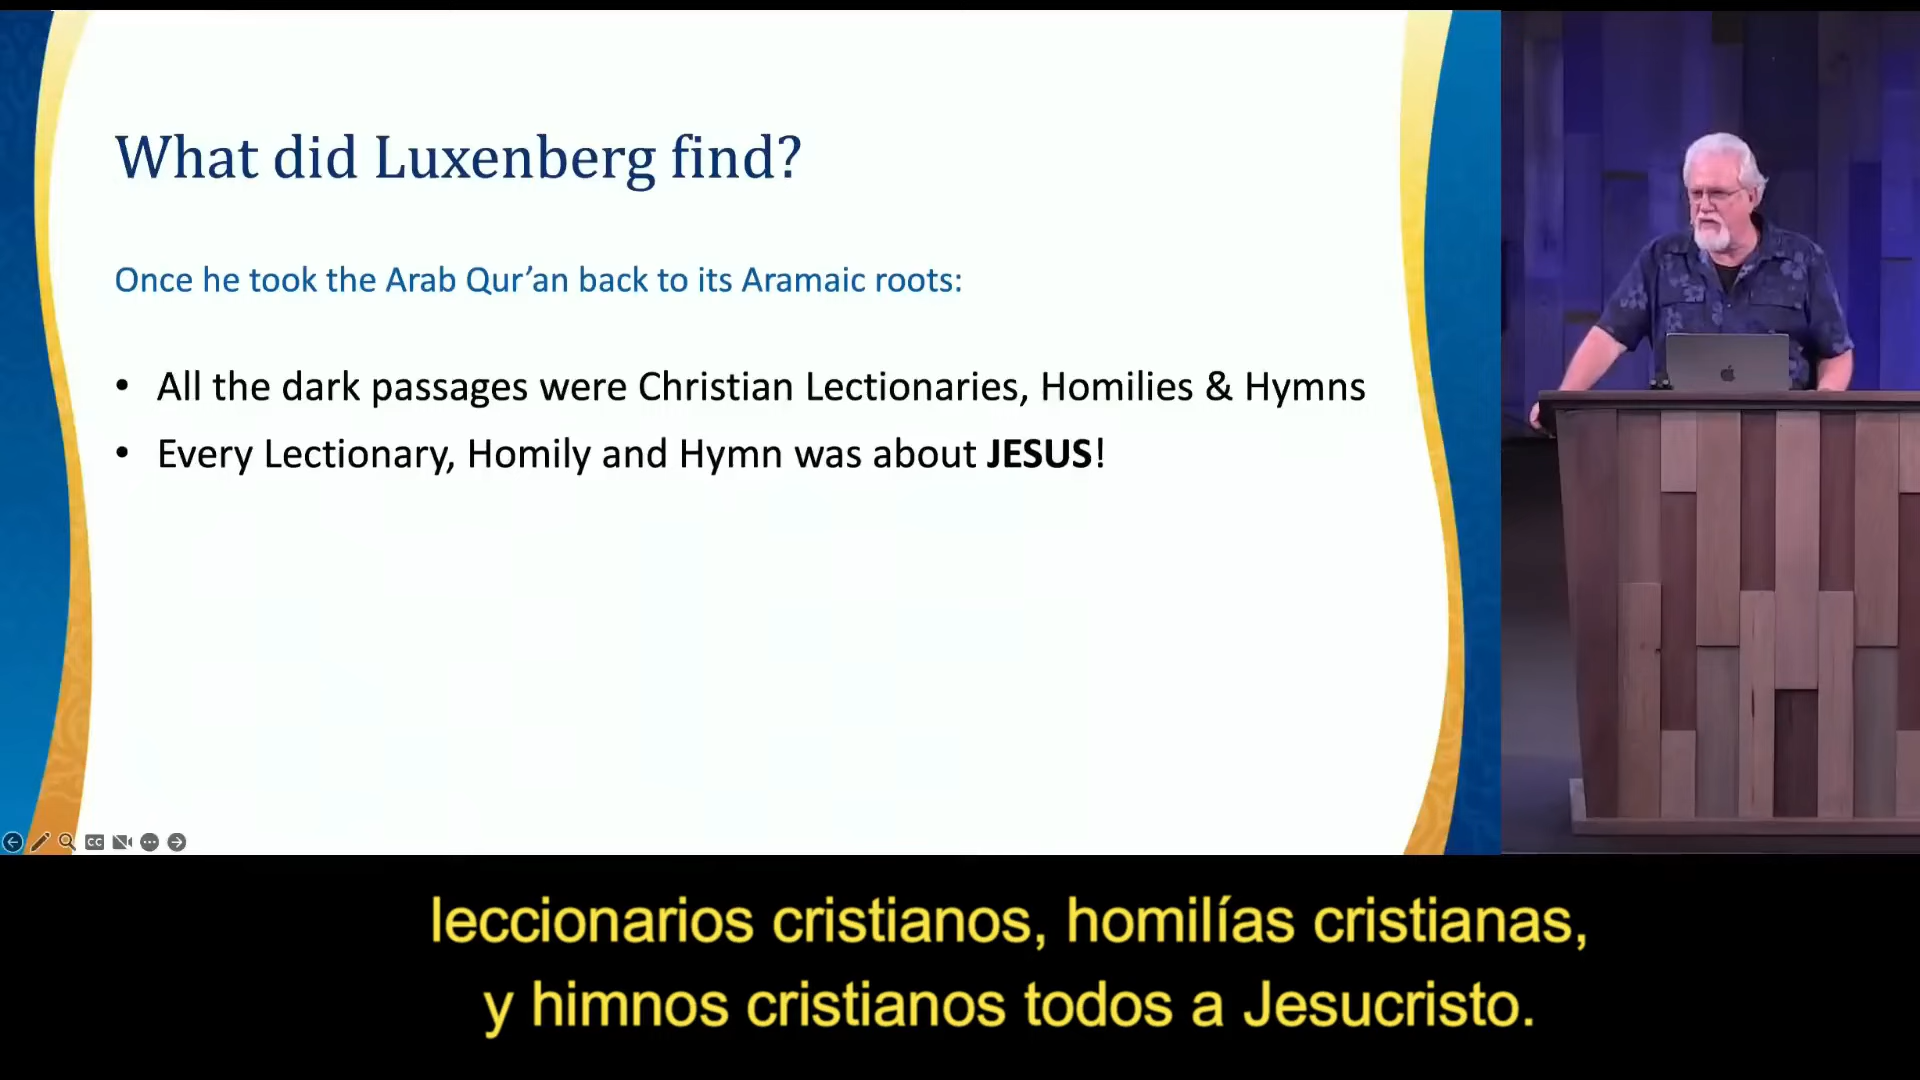 What did Luxenberg find?
Once he took the Arab Qur’an back to its Aramaic roots:
• All the dark passages were Christian Lectionaries, Homilies & Hymns
• Every Lectionary, Homily and Hymn was about JESUS!
CC
leccionarios cristianos, homilías cristianas,
y himnos cristianos todos a Jesucristo.